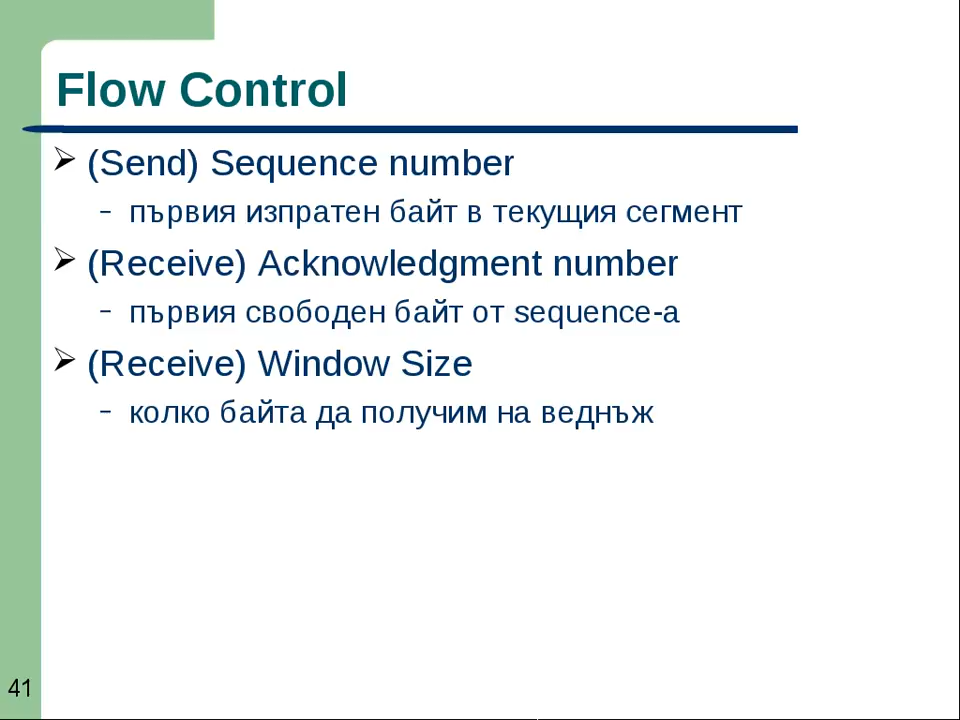 Flow Control
(Send) Sequence number
– първия изпратен байт в текущия сегмент
(Receive) Acknowledgment number
– първия свободен байт от sequence-а
(Receive) Window Size
– колко байта да получим на веднъж
41